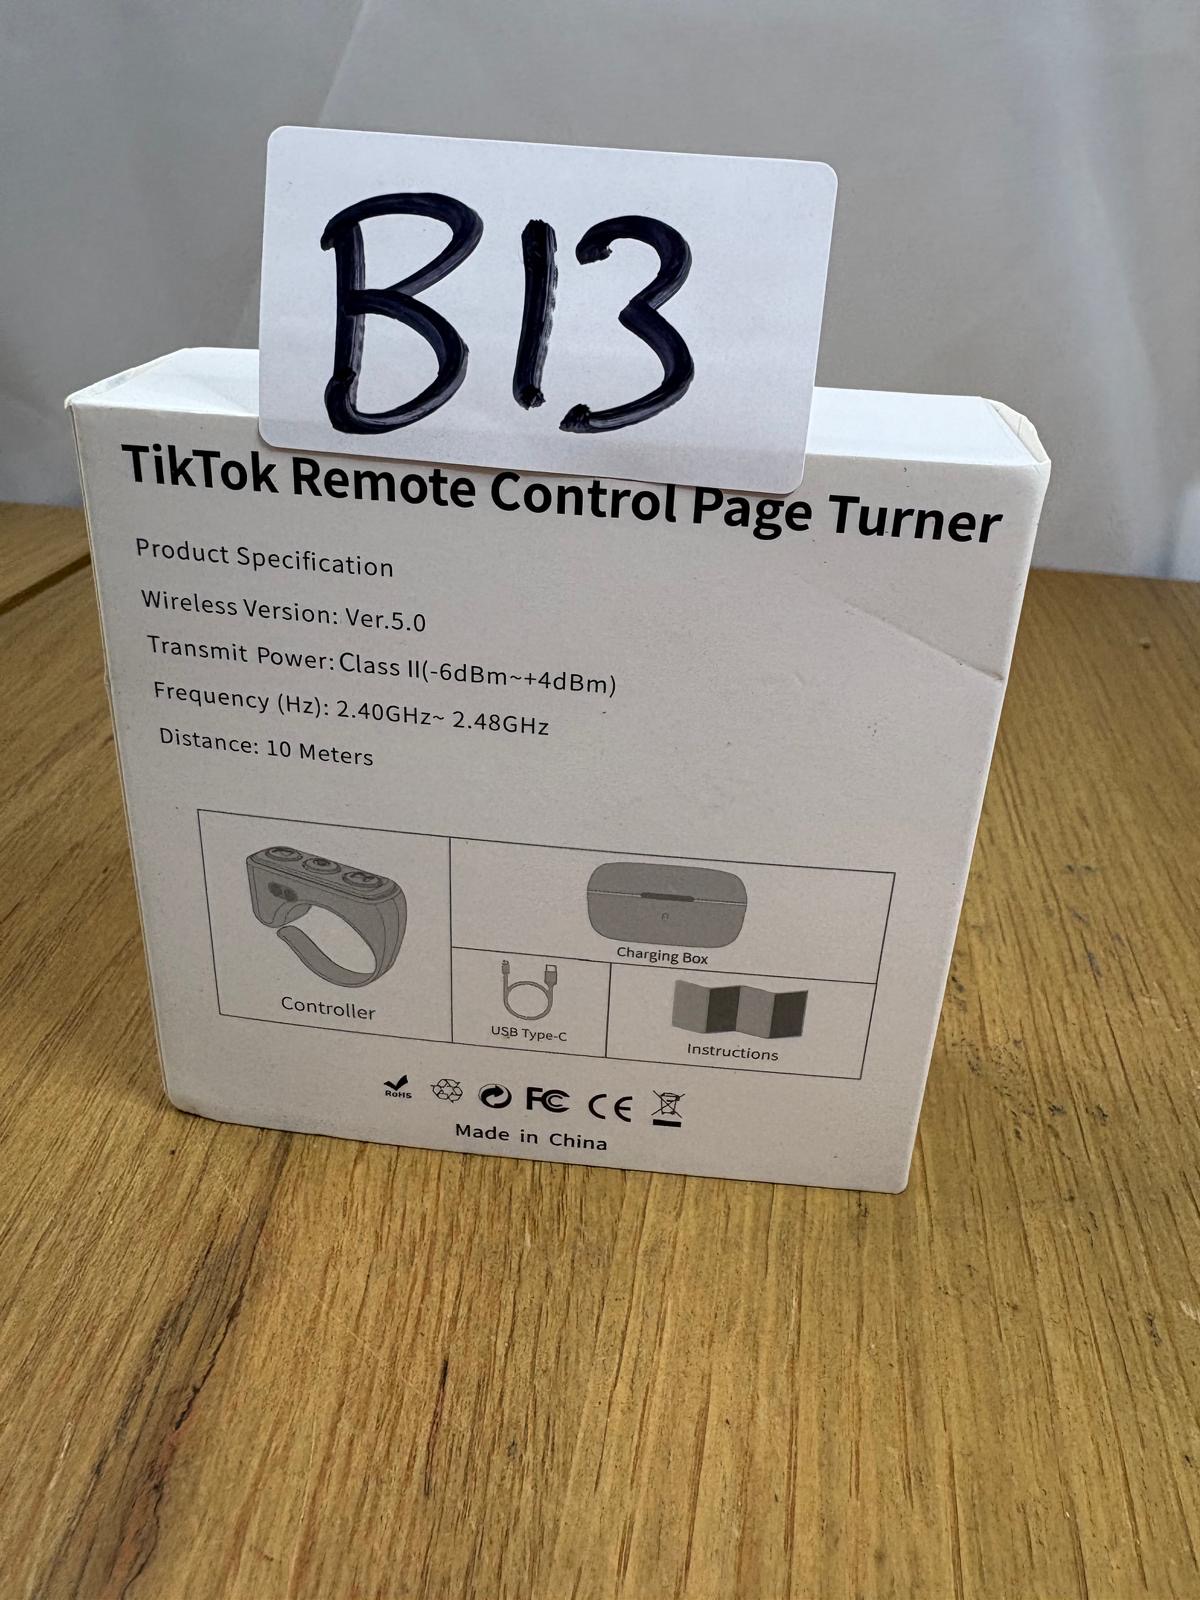 B13
TikTok Remote Control Page Turner
Product Specification
Wireless Version: Ver.5.0
Transmit Power: Class II(-6dBm~+4dBm)
Frequency (Hz): 2.40GHz~ 2.48GHz
Distance: 10 Meters
Controller
Charging Box
USB Type-C
Instructions
RoHS FC CE
Made in China